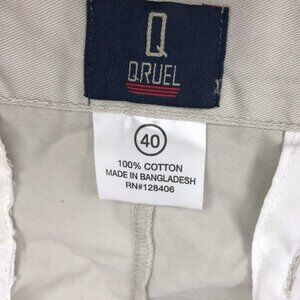 Q
QRUEL
40
100% COTTON
MADE IN BANGLADESH
RN#128406